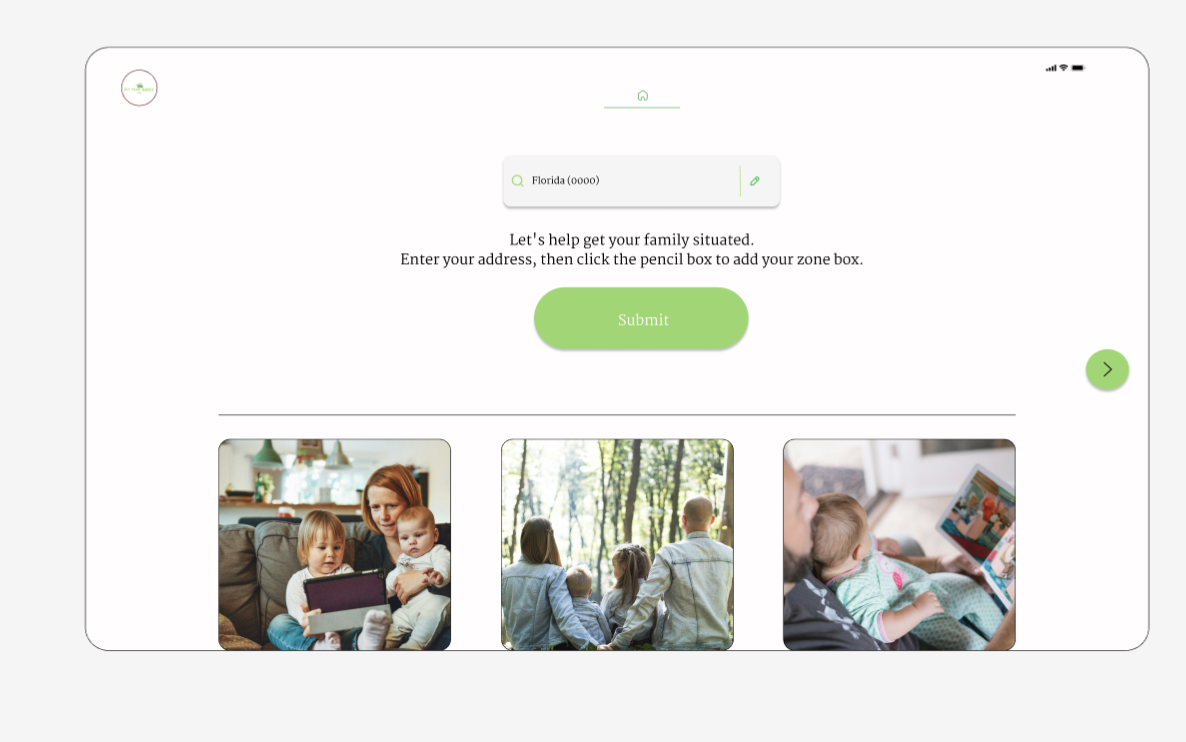 Florida (0000)
Let's help get your family situated.
Enter your address, then click the pencil box to add your zone box.
Submit